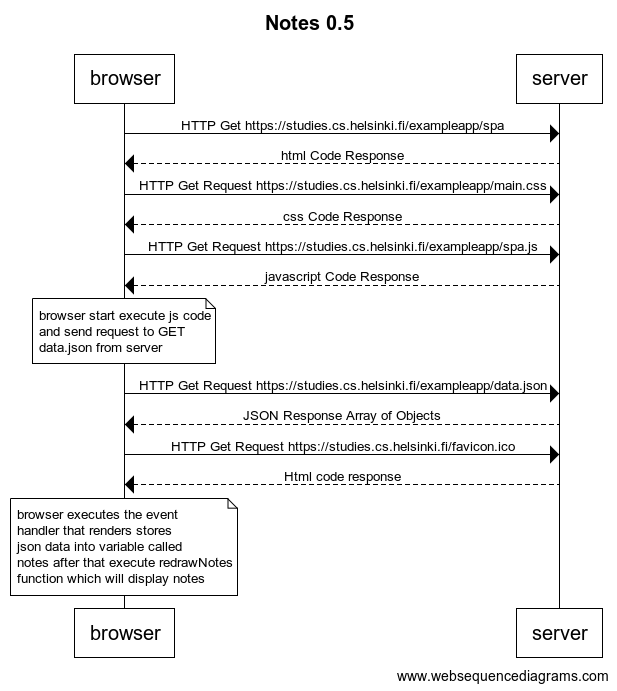 Notes 0.5
browser
server
HTTP Get https://studies.cs.helsinki.fi/exampleapp/spa
html Code Response
HTTP Get Request https://studies.cs.helsinki.fi/exampleapp/main.css
css Code Response
HTTP Get Request https://studies.cs.helsinki.fi/exampleapp/spa.js
javascript Code Response
browser start execute js code
and send request to GET
data.json from server
HTTP Get Request https://studies.cs.helsinki.fi/exampleapp/data.json
JSON Response Array of Objects
HTTP Get Request https://studies.cs.helsinki.fi/favicon.ico
Html code response
browser executes the event
handler that renders stores
json data into variable called
notes after that execute redrawNotes
function which will display notes
browser
server
www.websequencediagrams.com